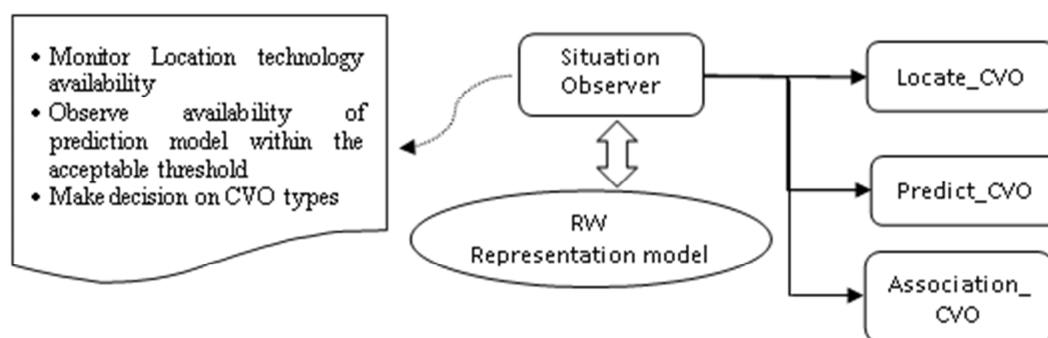 • Monitor Location technology
availability
• Observe availability of
prediction model within the
acceptable threshold
• Make decision on CVO types
Situation
Observer
RW
Representation model
Locate_CVO
Predict_CVO
Association_
CVO